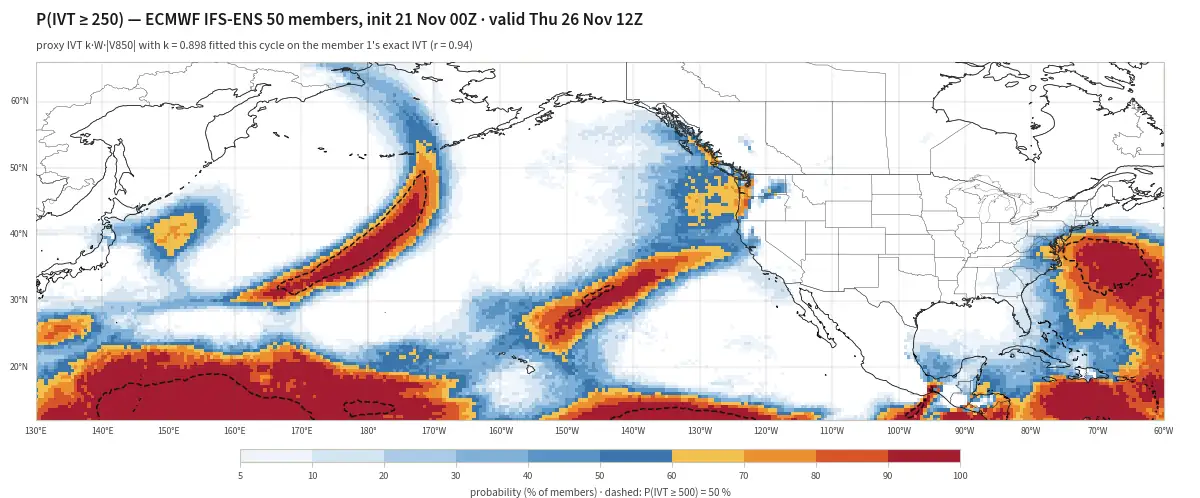 P(IVT ≥ 250) — ECMWF IFS-ENS 50 members, init 21 Nov 00Z · valid Thu 26 Nov 12Z
proxy IVT k·W·|V850| with k = 0.898 fitted this cycle on the member 1's exact IVT (r = 0.94)
60°N
50°N
40°N
30°N
20°N
130°E 140°E 150°E 160°E 170°E 180° 170°W 160°W 150°W 140°W 130°W 120°W 110°W 100°W 90°W 80°W 70°W 60°W
5 10 20 30 40 50 60 70 80 90 100
probability (% of members) · dashed: P(IVT ≥ 500) = 50 %